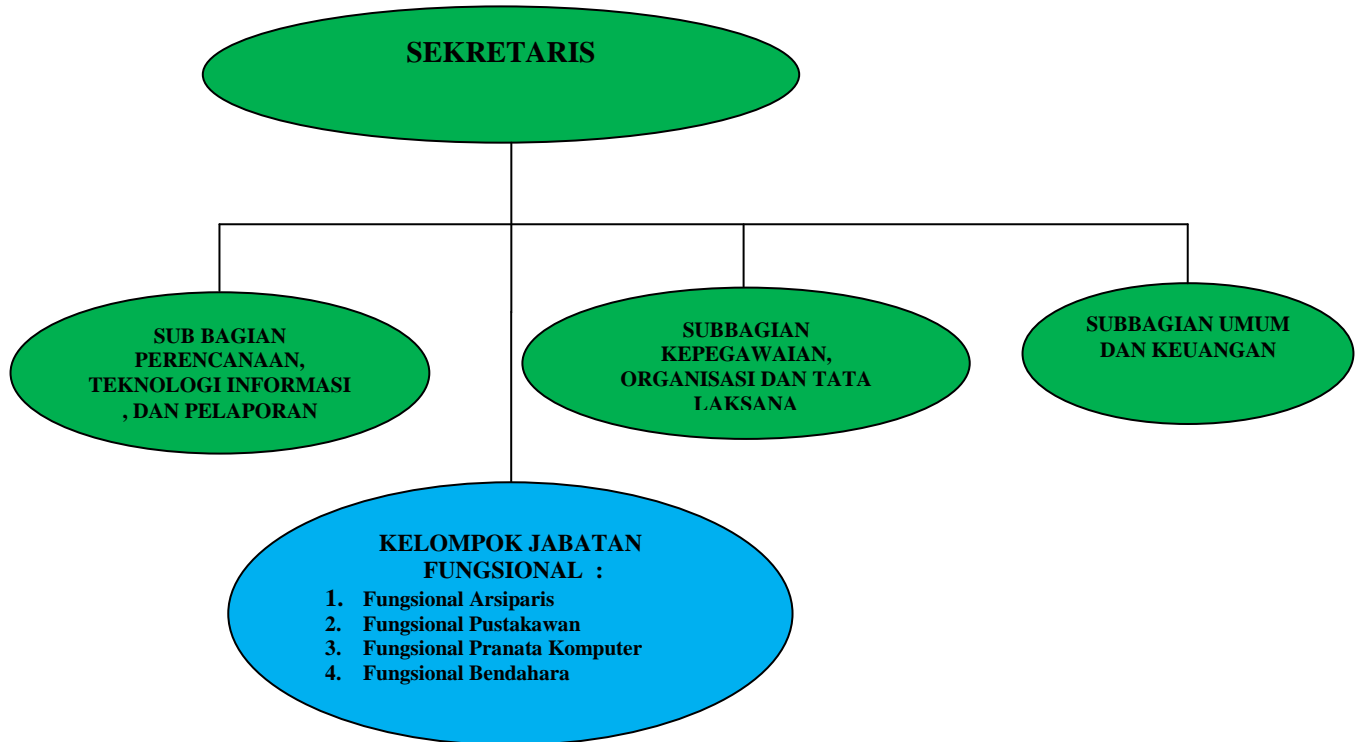 SEKRETARIS
SUB BAGIAN
PERENCANAAN,
TEKNOLOGI INFORMASI
, DAN PELAPORAN
SUBBAGIAN
KEPEGAWAIAN,
ORGANISASI DAN TATA
LAKSANA
SUBBAGIAN UMUM
DAN KEUANGAN
KELOMPOK JABATAN
FUNGSIONAL :
1. Fungsional Arsiparis
2. Fungsional Pustakawan
3. Fungsional Pranata Komputer
4. Fungsional Bendahara